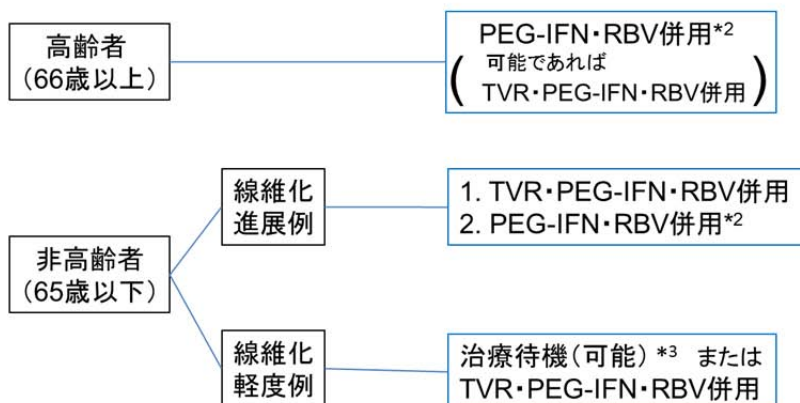 高齢者
(66歳以上)
PEG-IFN・RBV併用*2
可能であれば
TVR・PEG-IFN・RBV併用
非高齢者
(65歳以下)
線維化
進展例
1. TVR・PEG-IFN・RBV併用
2. PEG-IFN・RBV併用*2
線維化
軽度例
治療待機(可能) *3 または
TVR・PEG-IFN・RBV併用